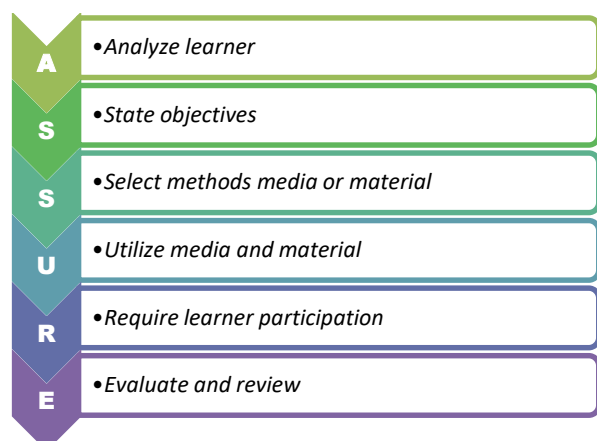 A
•Analyze learner
S
•State objectives
S
•Select methods media or material
U
•Utilize media and material
R
•Require learner participation
E
•Evaluate and review